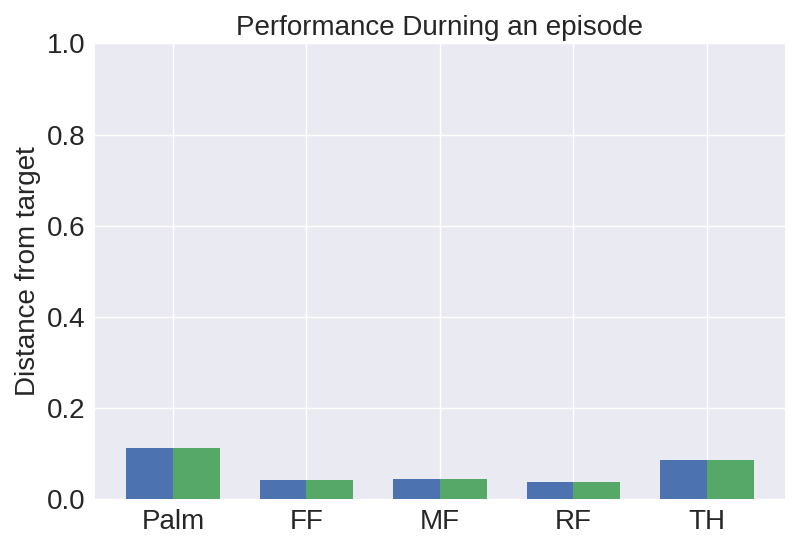 Performance Durning an episode
Distance from target
1.0
0.8
0.6
0.4
0.2
0.0
Palm FF MF RF TH